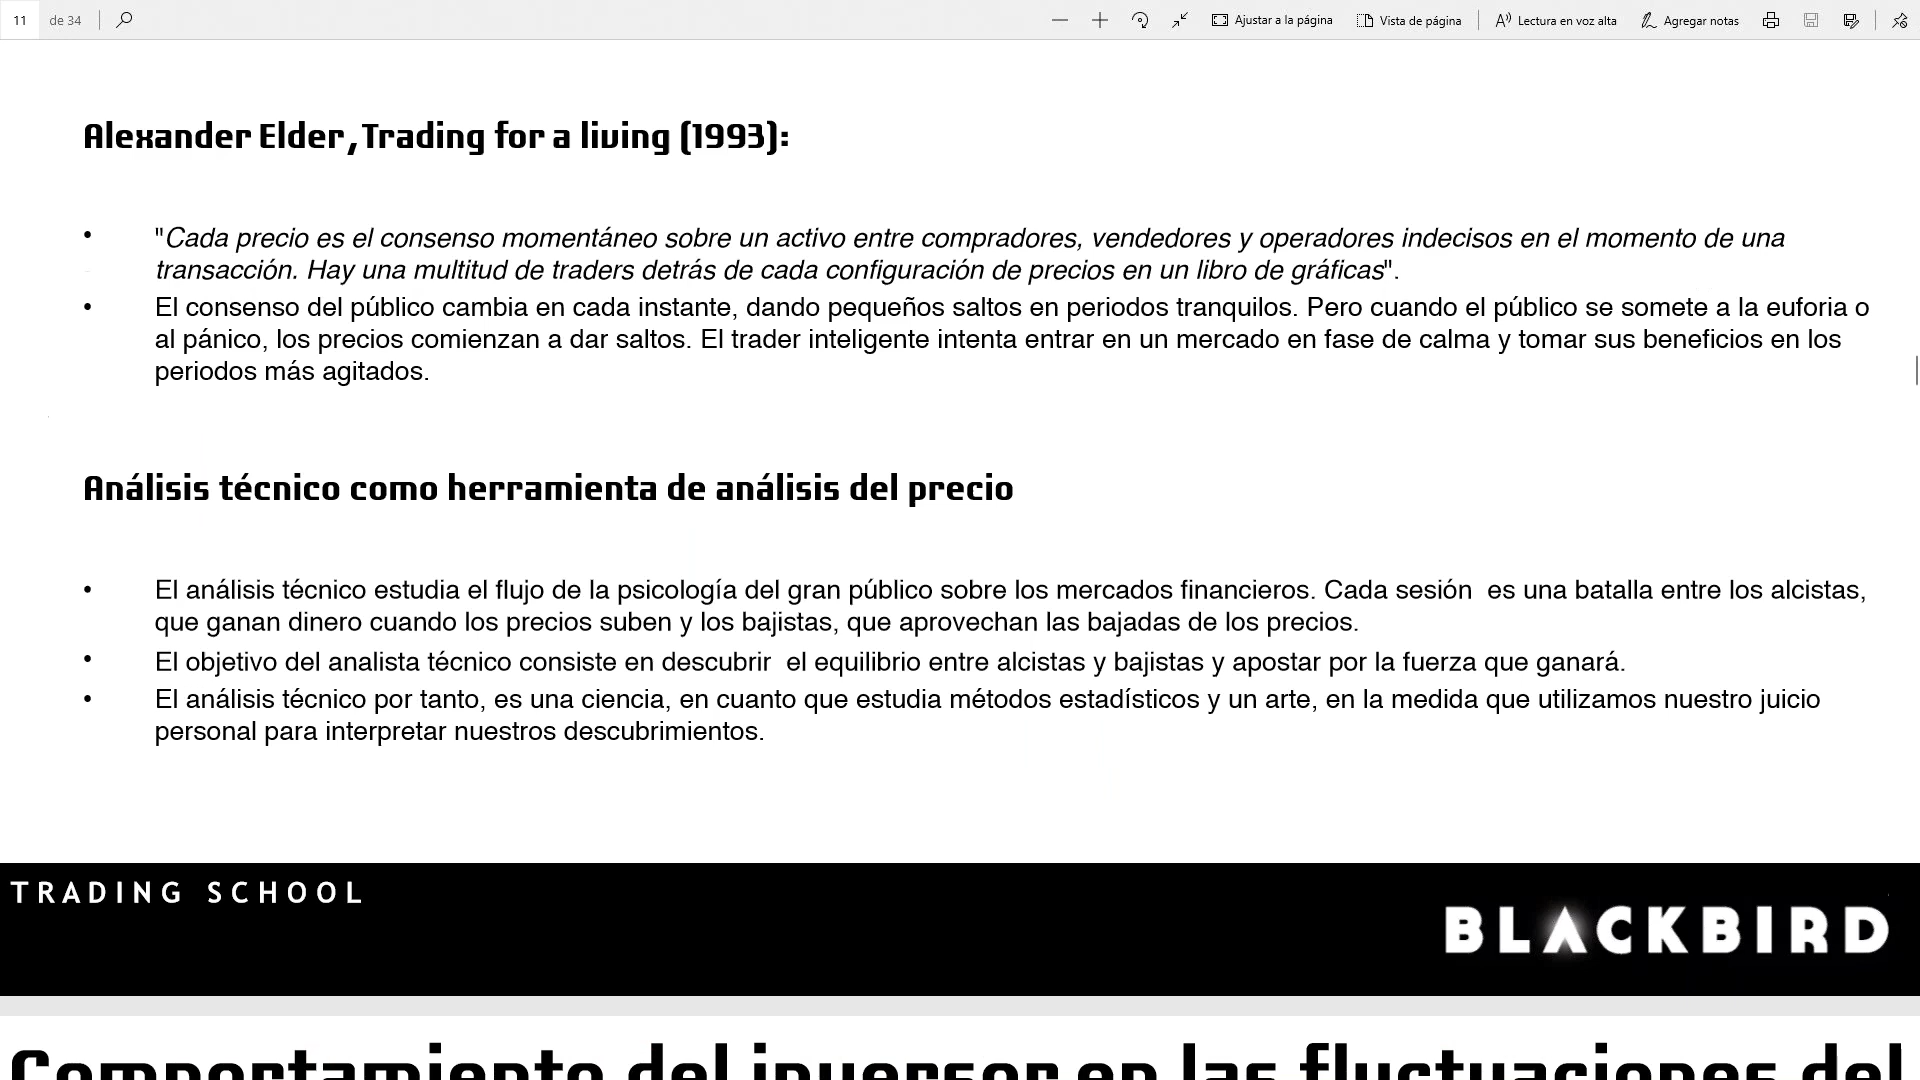 11 de 34 Ajustar a la página Vista de página Lectura en voz alta Agregar notas
Alexander Elder, Trading for a living (1993):
• "Cada precio es el consenso momentáneo sobre un activo entre compradores, vendedores y operadores indecisos en el momento de una
transacción. Hay una multitud de traders detrás de cada configuración de precios en un libro de gráficas".
• El consenso del público cambia en cada instante, dando pequeños saltos en periodos tranquilos. Pero cuando el público se somete a la euforia o
al pánico, los precios comienzan a dar saltos. El trader inteligente intenta entrar en un mercado en fase de calma y tomar sus beneficios en los
periodos más agitados.
Análisis técnico como herramienta de análisis del precio
• El análisis técnico estudia el flujo de la psicología del gran público sobre los mercados financieros. Cada sesión es una batalla entre los alcistas,
que ganan dinero cuando los precios suben y los bajistas, que aprovechan las bajadas de los precios.
• El objetivo del analista técnico consiste en descubrir el equilibrio entre alcistas y bajistas y apostar por la fuerza que ganará.
• El análisis técnico por tanto, es una ciencia, en cuanto que estudia métodos estadísticos y un arte, en la medida que utilizamos nuestro juicio
personal para interpretar nuestros descubrimientos.
TRADING SCHOOL
BLACKBIRD
Comportamiento del inversor en las fluctuaciones del